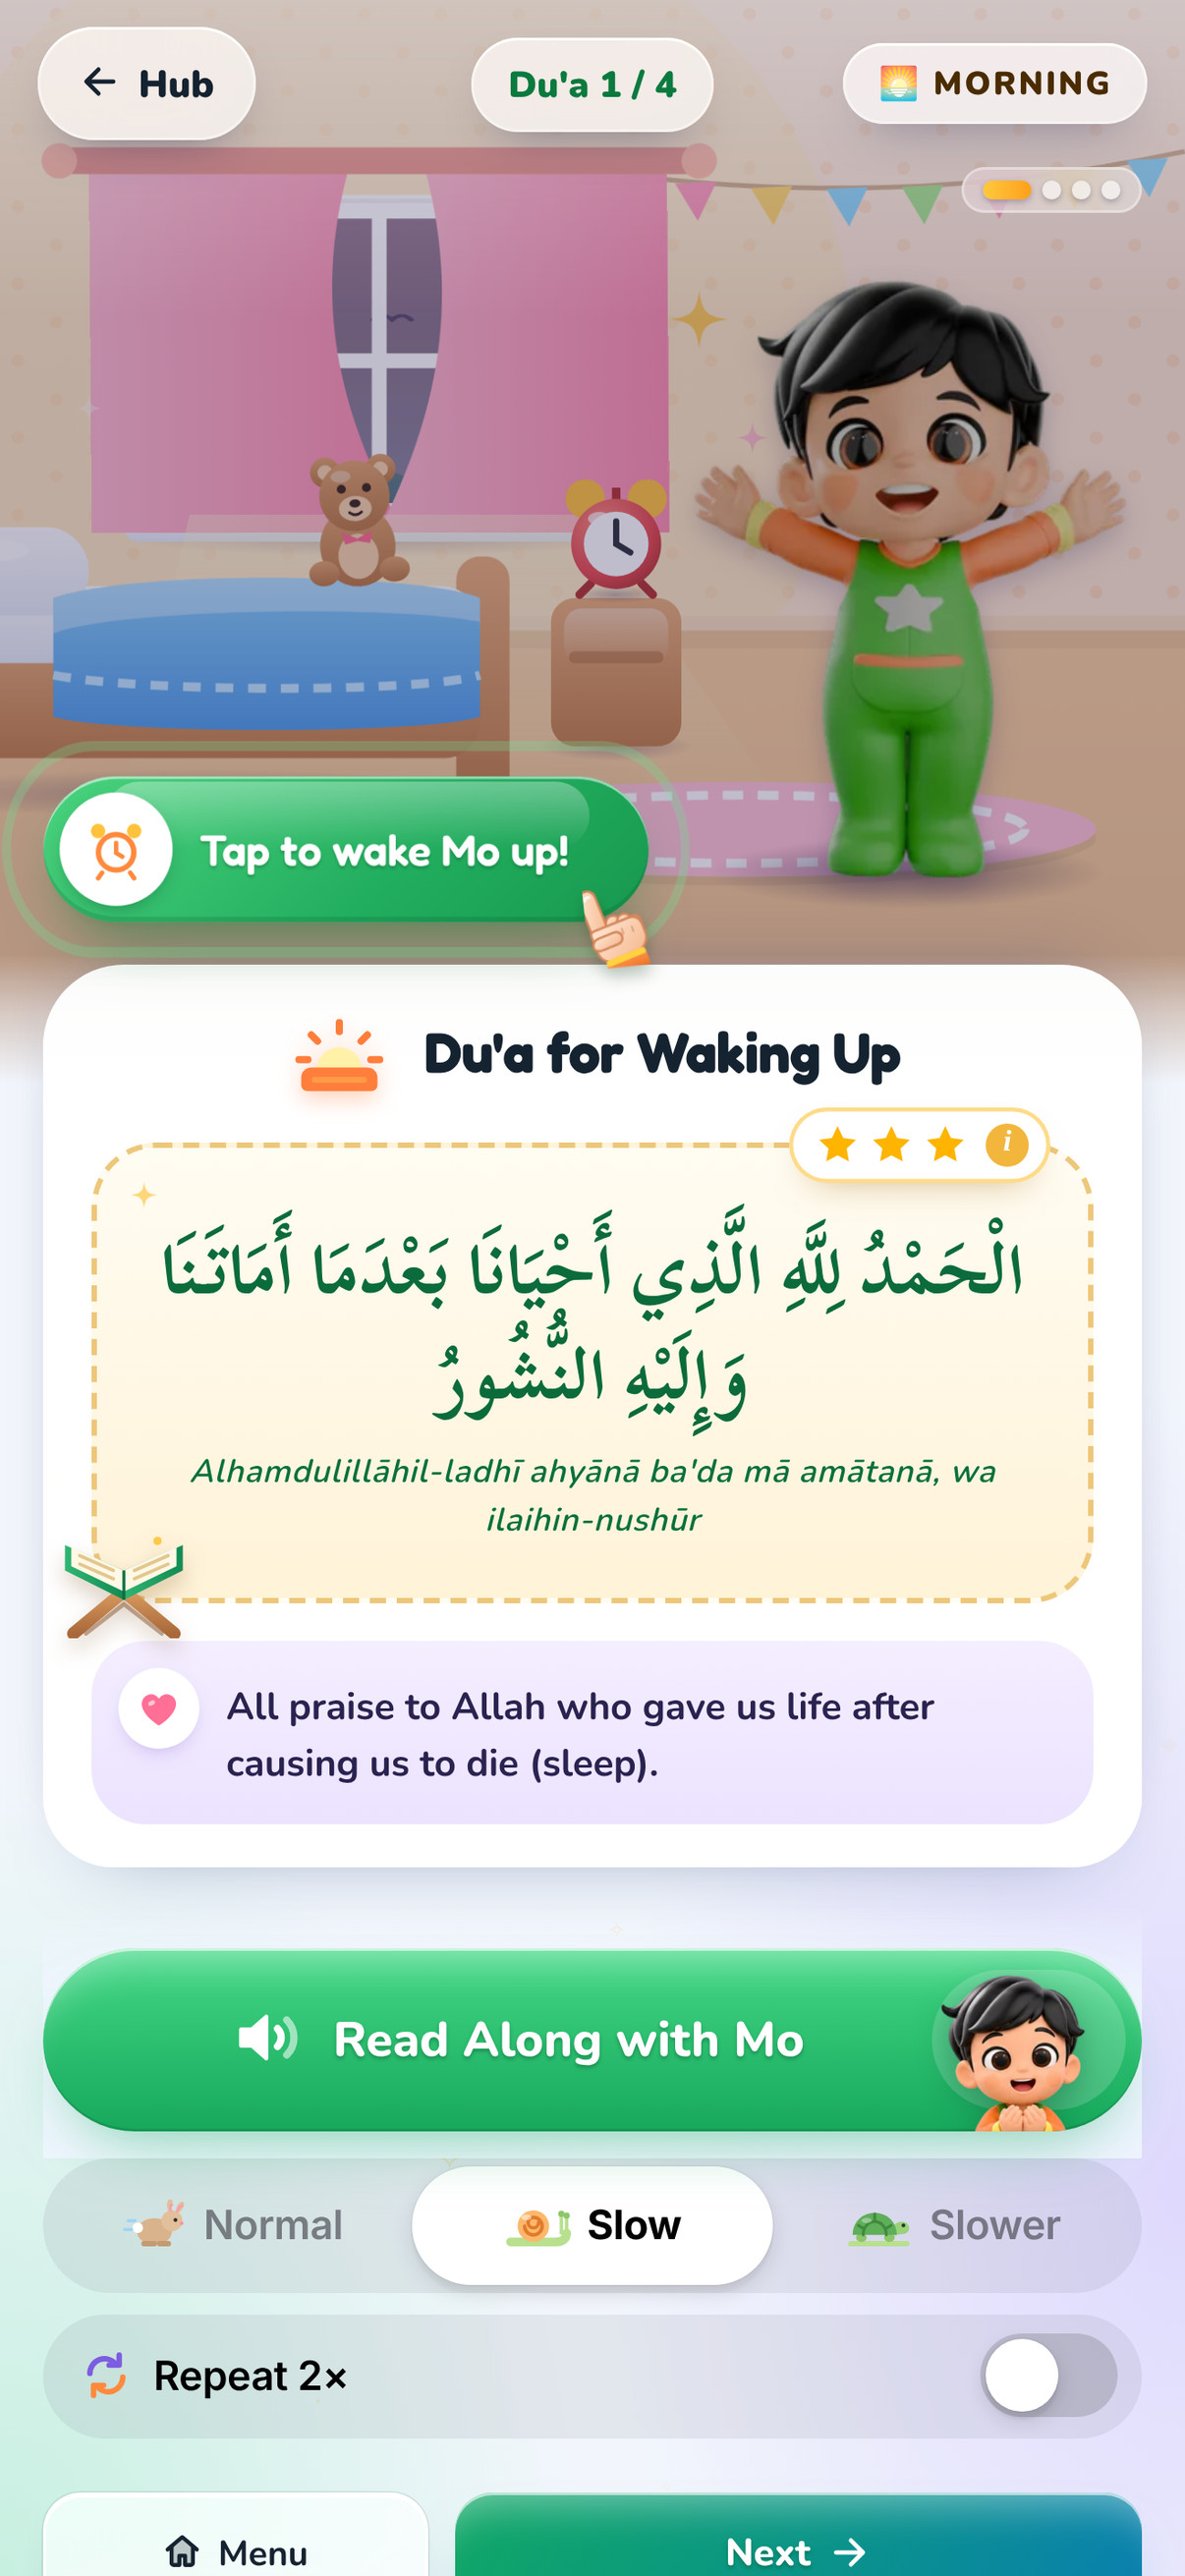 ← Hub
Du'a 1 / 4
MORNING
Tap to wake Mo up!
Du'a for Waking Up
i
الْحَمْدُ لِلَّهِ الَّذِي أَحْيَانَا بَعْدَمَا أَمَاتَنَا
وَإِلَيْهِ النُّشُورُ
Alhamdulillāhil-ladhī ahyānā ba'da mā amātanā, wa
ilaihin-nushūr
All praise to Allah who gave us life after
causing us to die (sleep).
Read Along with Mo
Normal
Slow
Slower
Repeat 2×
Menu
Next →